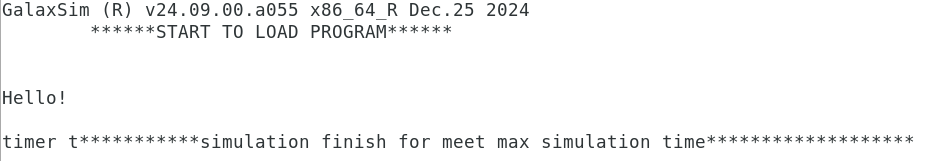 GalaxSim (R) v24.09.00.a055 x86_64_R Dec.25 2024
******START TO LOAD PROGRAM******
Hello!
timer t***********simulation finish for meet max simulation time*******************